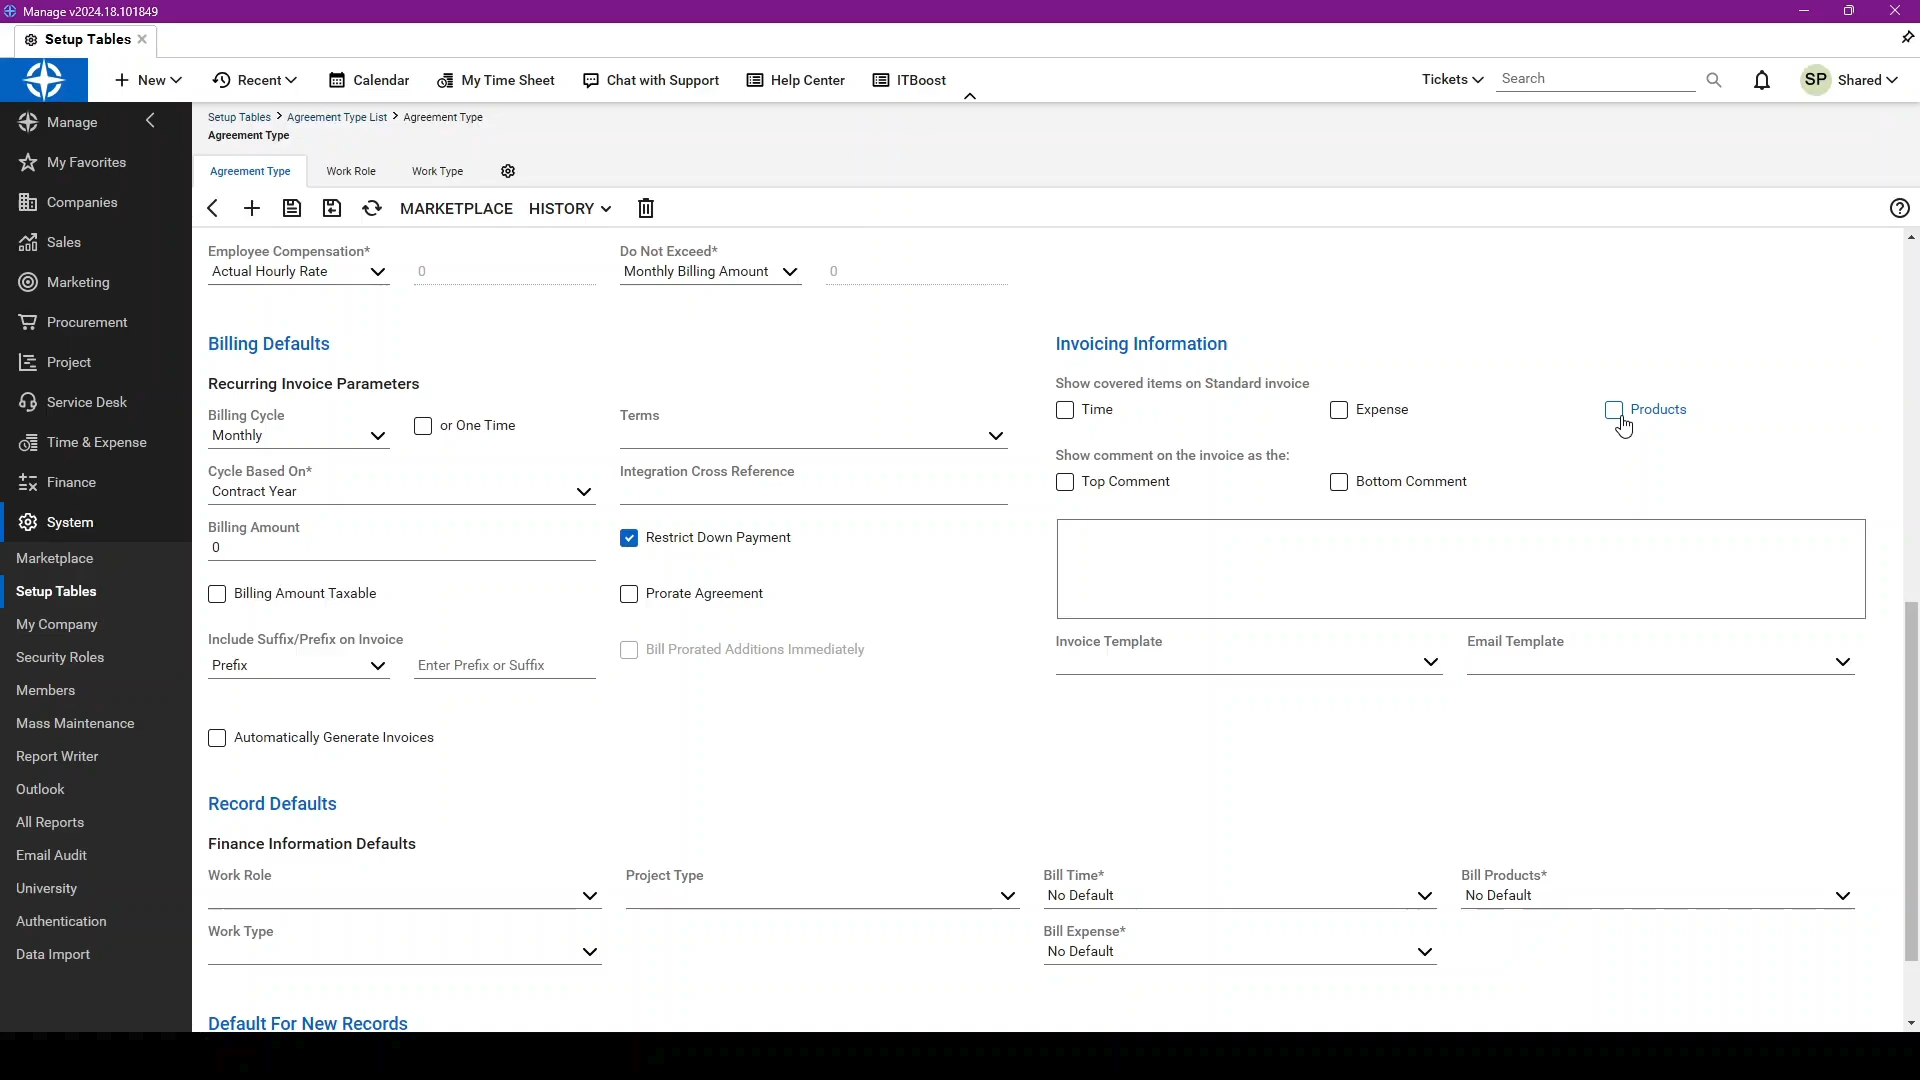 Manage v2024.18.101849
Setup Tables
New
Recent
Calendar
My Time Sheet
Chat with Support
Help Center
ITBoost
Tickets
Search
SP
Shared
Manage
My Favorites
Companies
Sales
Marketing
Procurement
Project
Service Desk
Time & Expense
Finance
System
Marketplace
Setup Tables
My Company
Security Roles
Members
Mass Maintenance
Report Writer
Outlook
All Reports
Email Audit
University
Authentication
Data Import
Setup Tables > Agreement Type List > Agreement Type
Agreement Type
Agreement Type
Work Role
Work Type
MARKETPLACE
HISTORY
Employee Compensation*
Actual Hourly Rate
0
Do Not Exceed*
Monthly Billing Amount
0
Billing Defaults
Recurring Invoice Parameters
Billing Cycle
Monthly
or One Time
Terms
Cycle Based On*
Contract Year
Integration Cross Reference
Billing Amount
0
Restrict Down Payment
Billing Amount Taxable
Prorate Agreement
Include Suffix/Prefix on Invoice
Prefix
Enter Prefix or Suffix
Bill Prorated Additions Immediately
Automatically Generate Invoices
Invoicing Information
Show covered items on Standard invoice
Time
Expense
Products
Show comment on the invoice as the:
Top Comment
Bottom Comment
Invoice Template
Email Template
Record Defaults
Finance Information Defaults
Work Role
Project Type
Bill Time*
No Default
Bill Products*
No Default
Work Type
Bill Expense*
No Default
Default For New Records